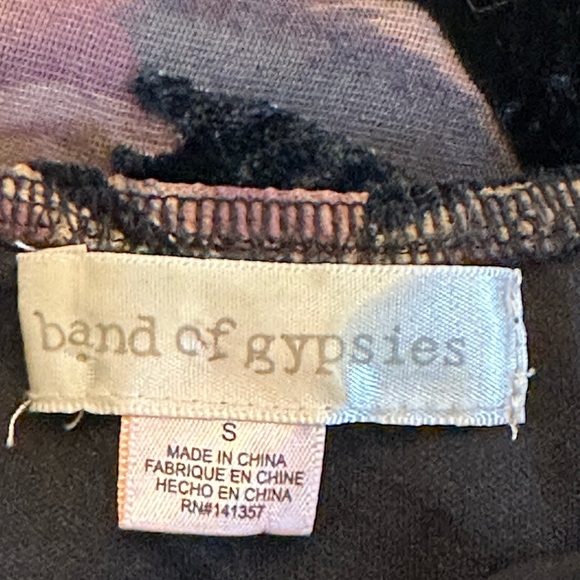 band of gypsies
S
MADE IN CHINA
FABRIQUE EN CHINE
HECHO EN CHINA
RN#141357